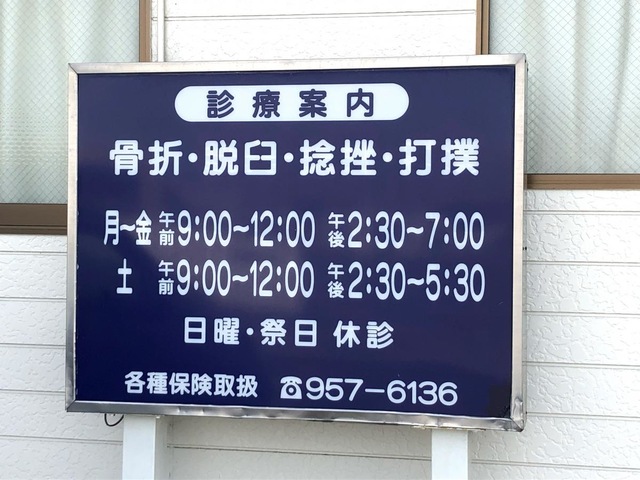 診療案内
骨折・脱臼・捻挫・打撲
月～金 午前 9:00～12:00 午後 2:30～7:00
土 午前 9:00～12:00 午後 2:30～5:30
日曜・祭日 休診
各種保険取扱 ☎957-6136